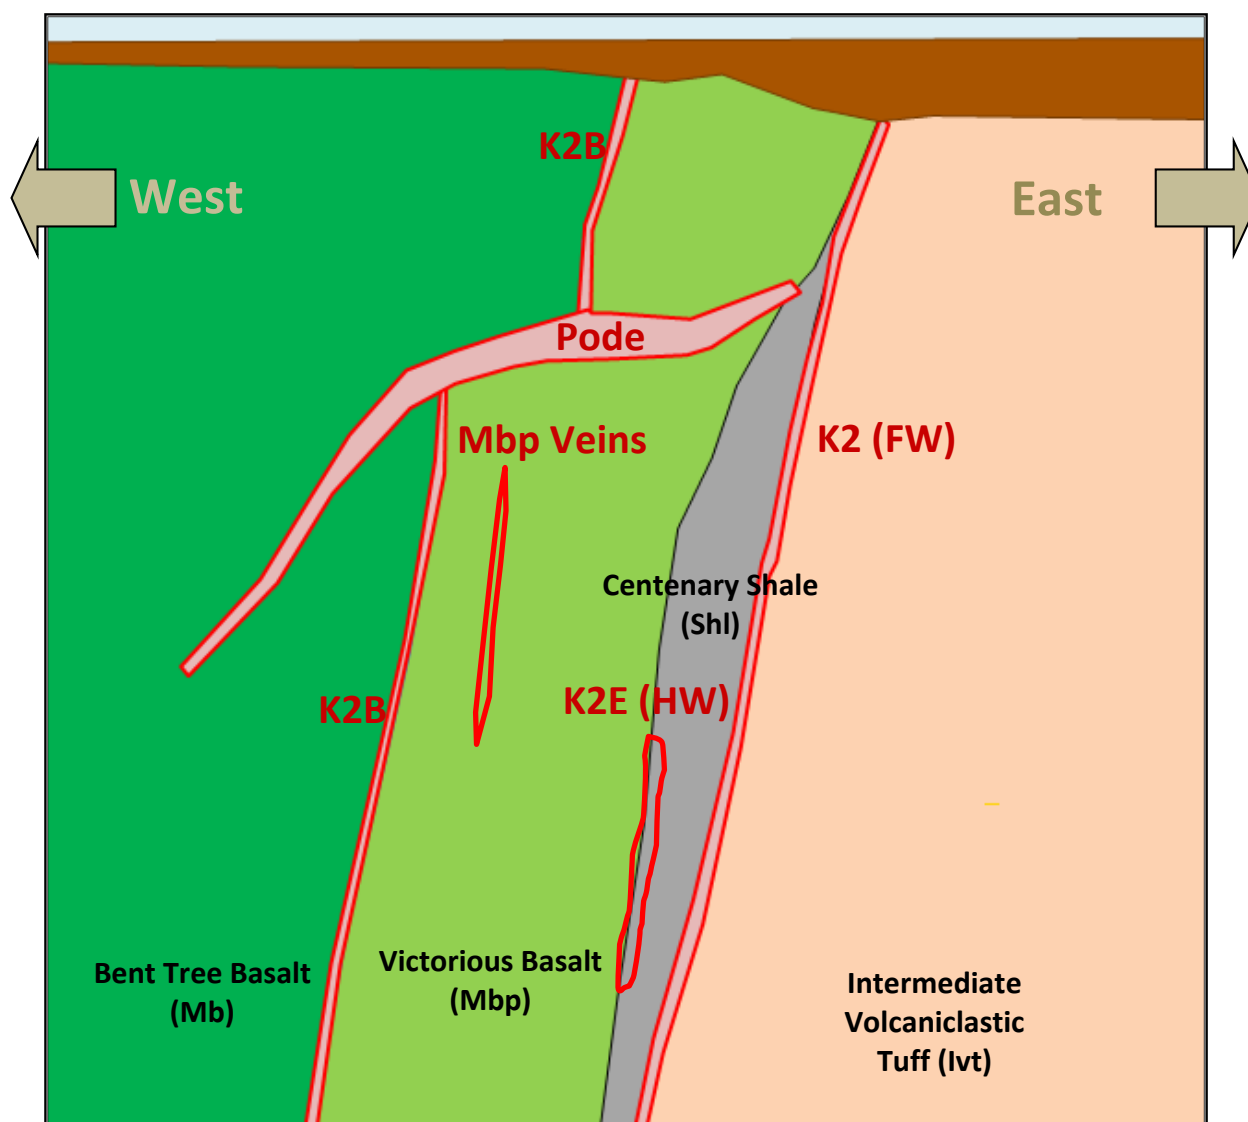 K2B
West
East
Pode
Mbp Veins
K2 (FW)
Centenary Shale
(Shl)
K2E (HW)
K2B
Bent Tree Basalt
(Mb)
Victorious Basalt
(Mbp)
Intermediate
Volcaniclastic
Tuff (Ivt)